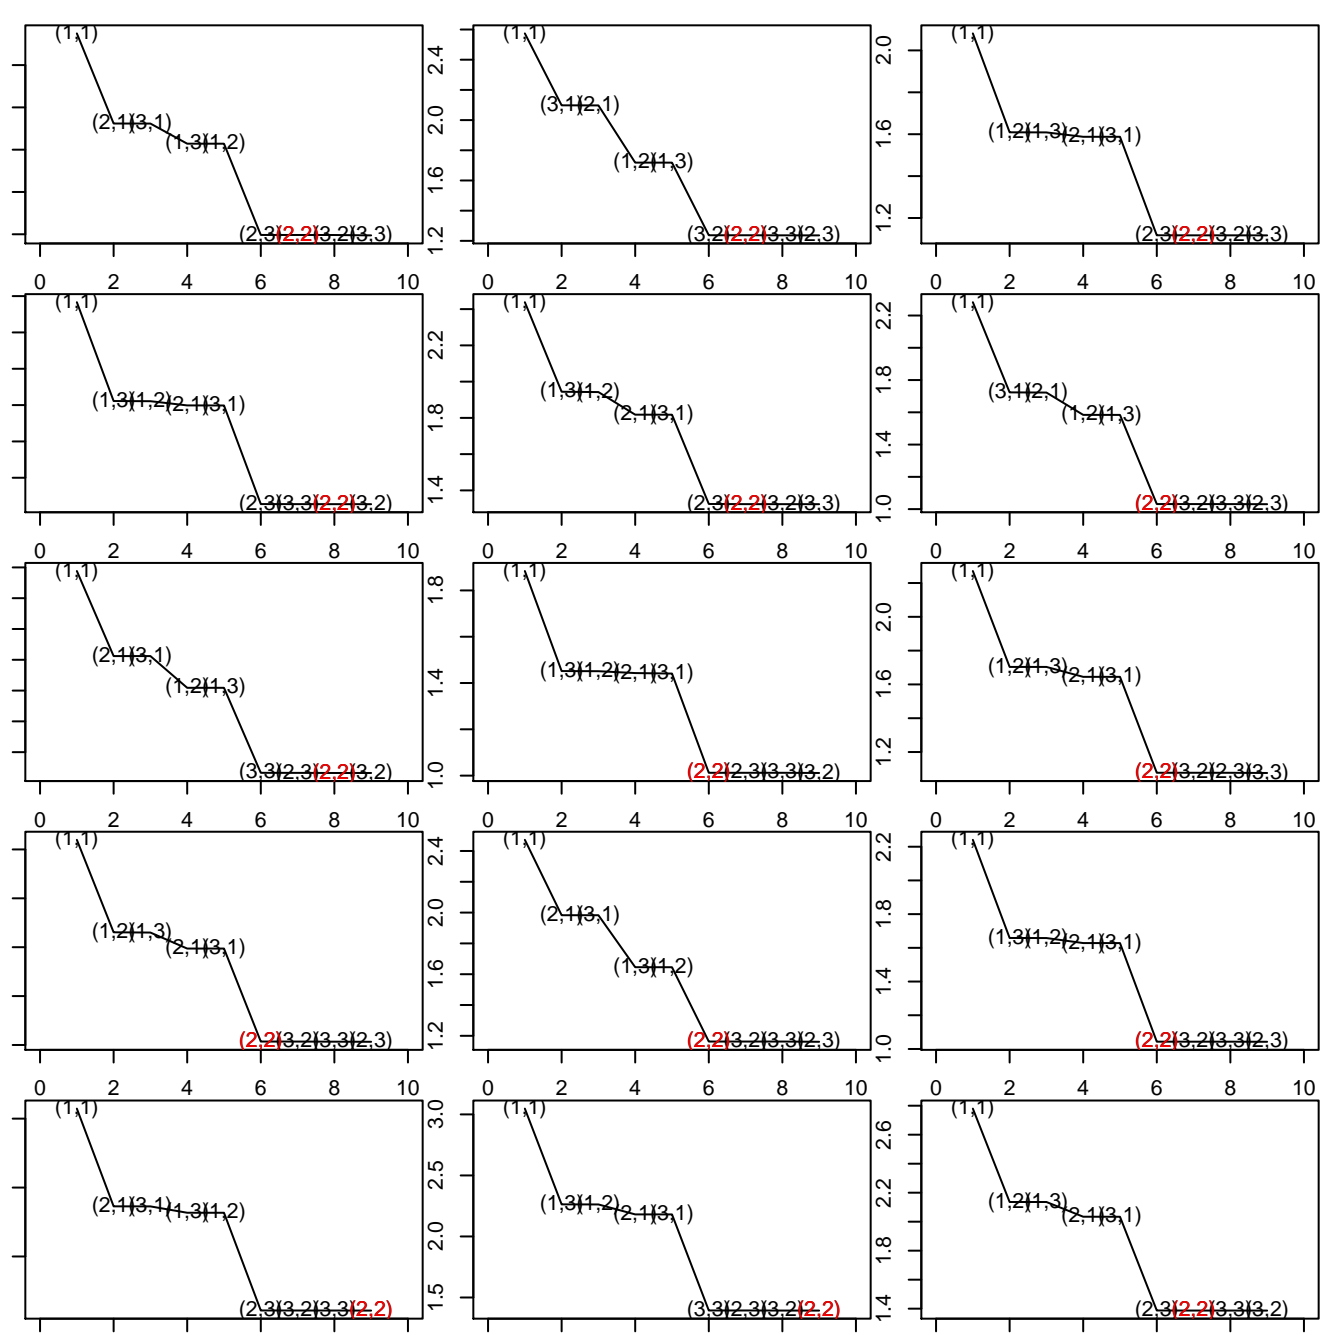 (1,1) (2,1) (3,1) (1,3) (1,2) (2,3) (2,2) (3,2) (3,3)
1.2 1.6 2.0 2.4
(1,1) (3,1) (2,1) (1,2) (1,3) (3,2) (2,2) (3,3) (2,3)
1.2 1.6 2.0
(1,1) (1,2) (1,3) (2,1) (3,1) (2,3) (2,2) (3,2) (3,3)
0 2 4 6 8 10
0 2 4 6 8 10
0 2 4 6 8 10
(1,1) (1,3) (1,2) (2,1) (3,1) (2,3) (3,3) (2,2) (3,2)
1.4 1.8 2.2
(1,1) (1,3) (1,2) (2,1) (3,1) (2,3) (2,2) (3,2) (3,3)
1.0 1.4 1.8 2.2
(1,1) (3,1) (2,1) (1,2) (1,3) (2,2) (3,2) (3,3) (2,3)
0 2 4 6 8 10
0 2 4 6 8 10
0 2 4 6 8 10
(1,1) (2,1) (3,1) (1,2) (1,3) (3,3) (2,3) (2,2) (3,2)
1.0 1.4 1.8
(1,1) (1,3) (1,2) (2,1) (3,1) (2,2) (2,3) (3,3) (3,2)
1.2 1.6 2.0
(1,1) (1,2) (1,3) (2,1) (3,1) (2,2) (3,2) (2,3) (3,3)
0 2 4 6 8 10
0 2 4 6 8 10
0 2 4 6 8 10
(1,1) (1,2) (1,3) (2,1) (3,1) (2,2) (3,2) (3,3) (2,3)
1.2 1.6 2.0 2.4
(1,1) (2,1) (3,1) (1,3) (1,2) (2,2) (3,2) (3,3) (2,3)
1.0 1.4 1.8 2.2
(1,1) (1,3) (1,2) (2,1) (3,1) (2,2) (3,2) (3,3) (2,3)
0 2 4 6 8 10
0 2 4 6 8 10
0 2 4 6 8 10
(1,1) (2,1) (3,1) (1,3) (1,2) (2,3) (3,2) (3,3) (2,2)
1.5 2.0 2.5 3.0
(1,1) (1,3) (1,2) (2,1) (3,1) (3,3) (2,3) (3,2) (2,2)
1.4 1.8 2.2 2.6
(1,1) (1,2) (1,3) (2,1) (3,1) (2,3) (2,2) (3,3) (3,2)